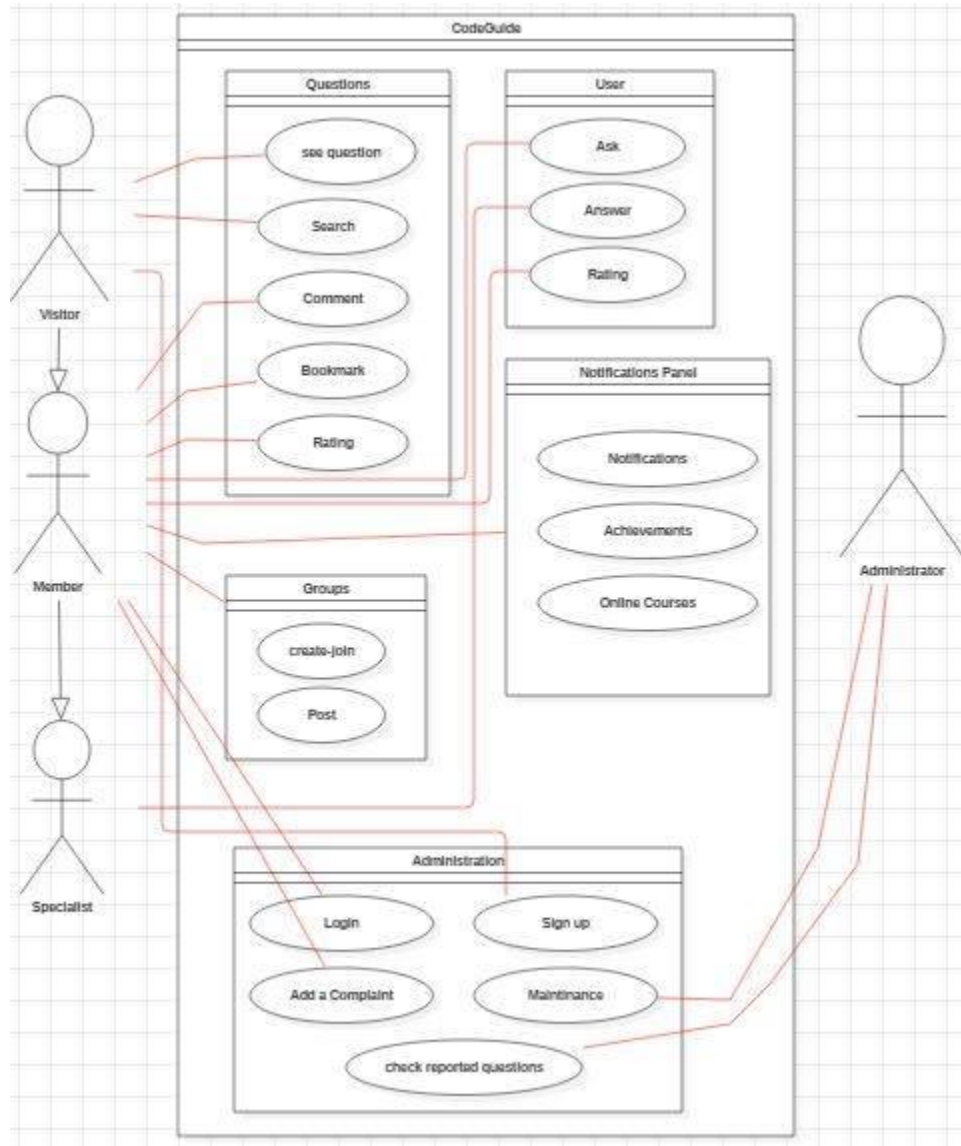 CodeGuide
Questions
see question
Search
Comment
Bookmark
Rating
User
Ask
Answer
Rating
Notifications Panel
Notifications
Achievements
Online Courses
Groups
create-join
Post
Administration
Login
Sign up
Add a Complaint
Maintinance
check reported questions
Visitor
Member
Specialist
Administrator